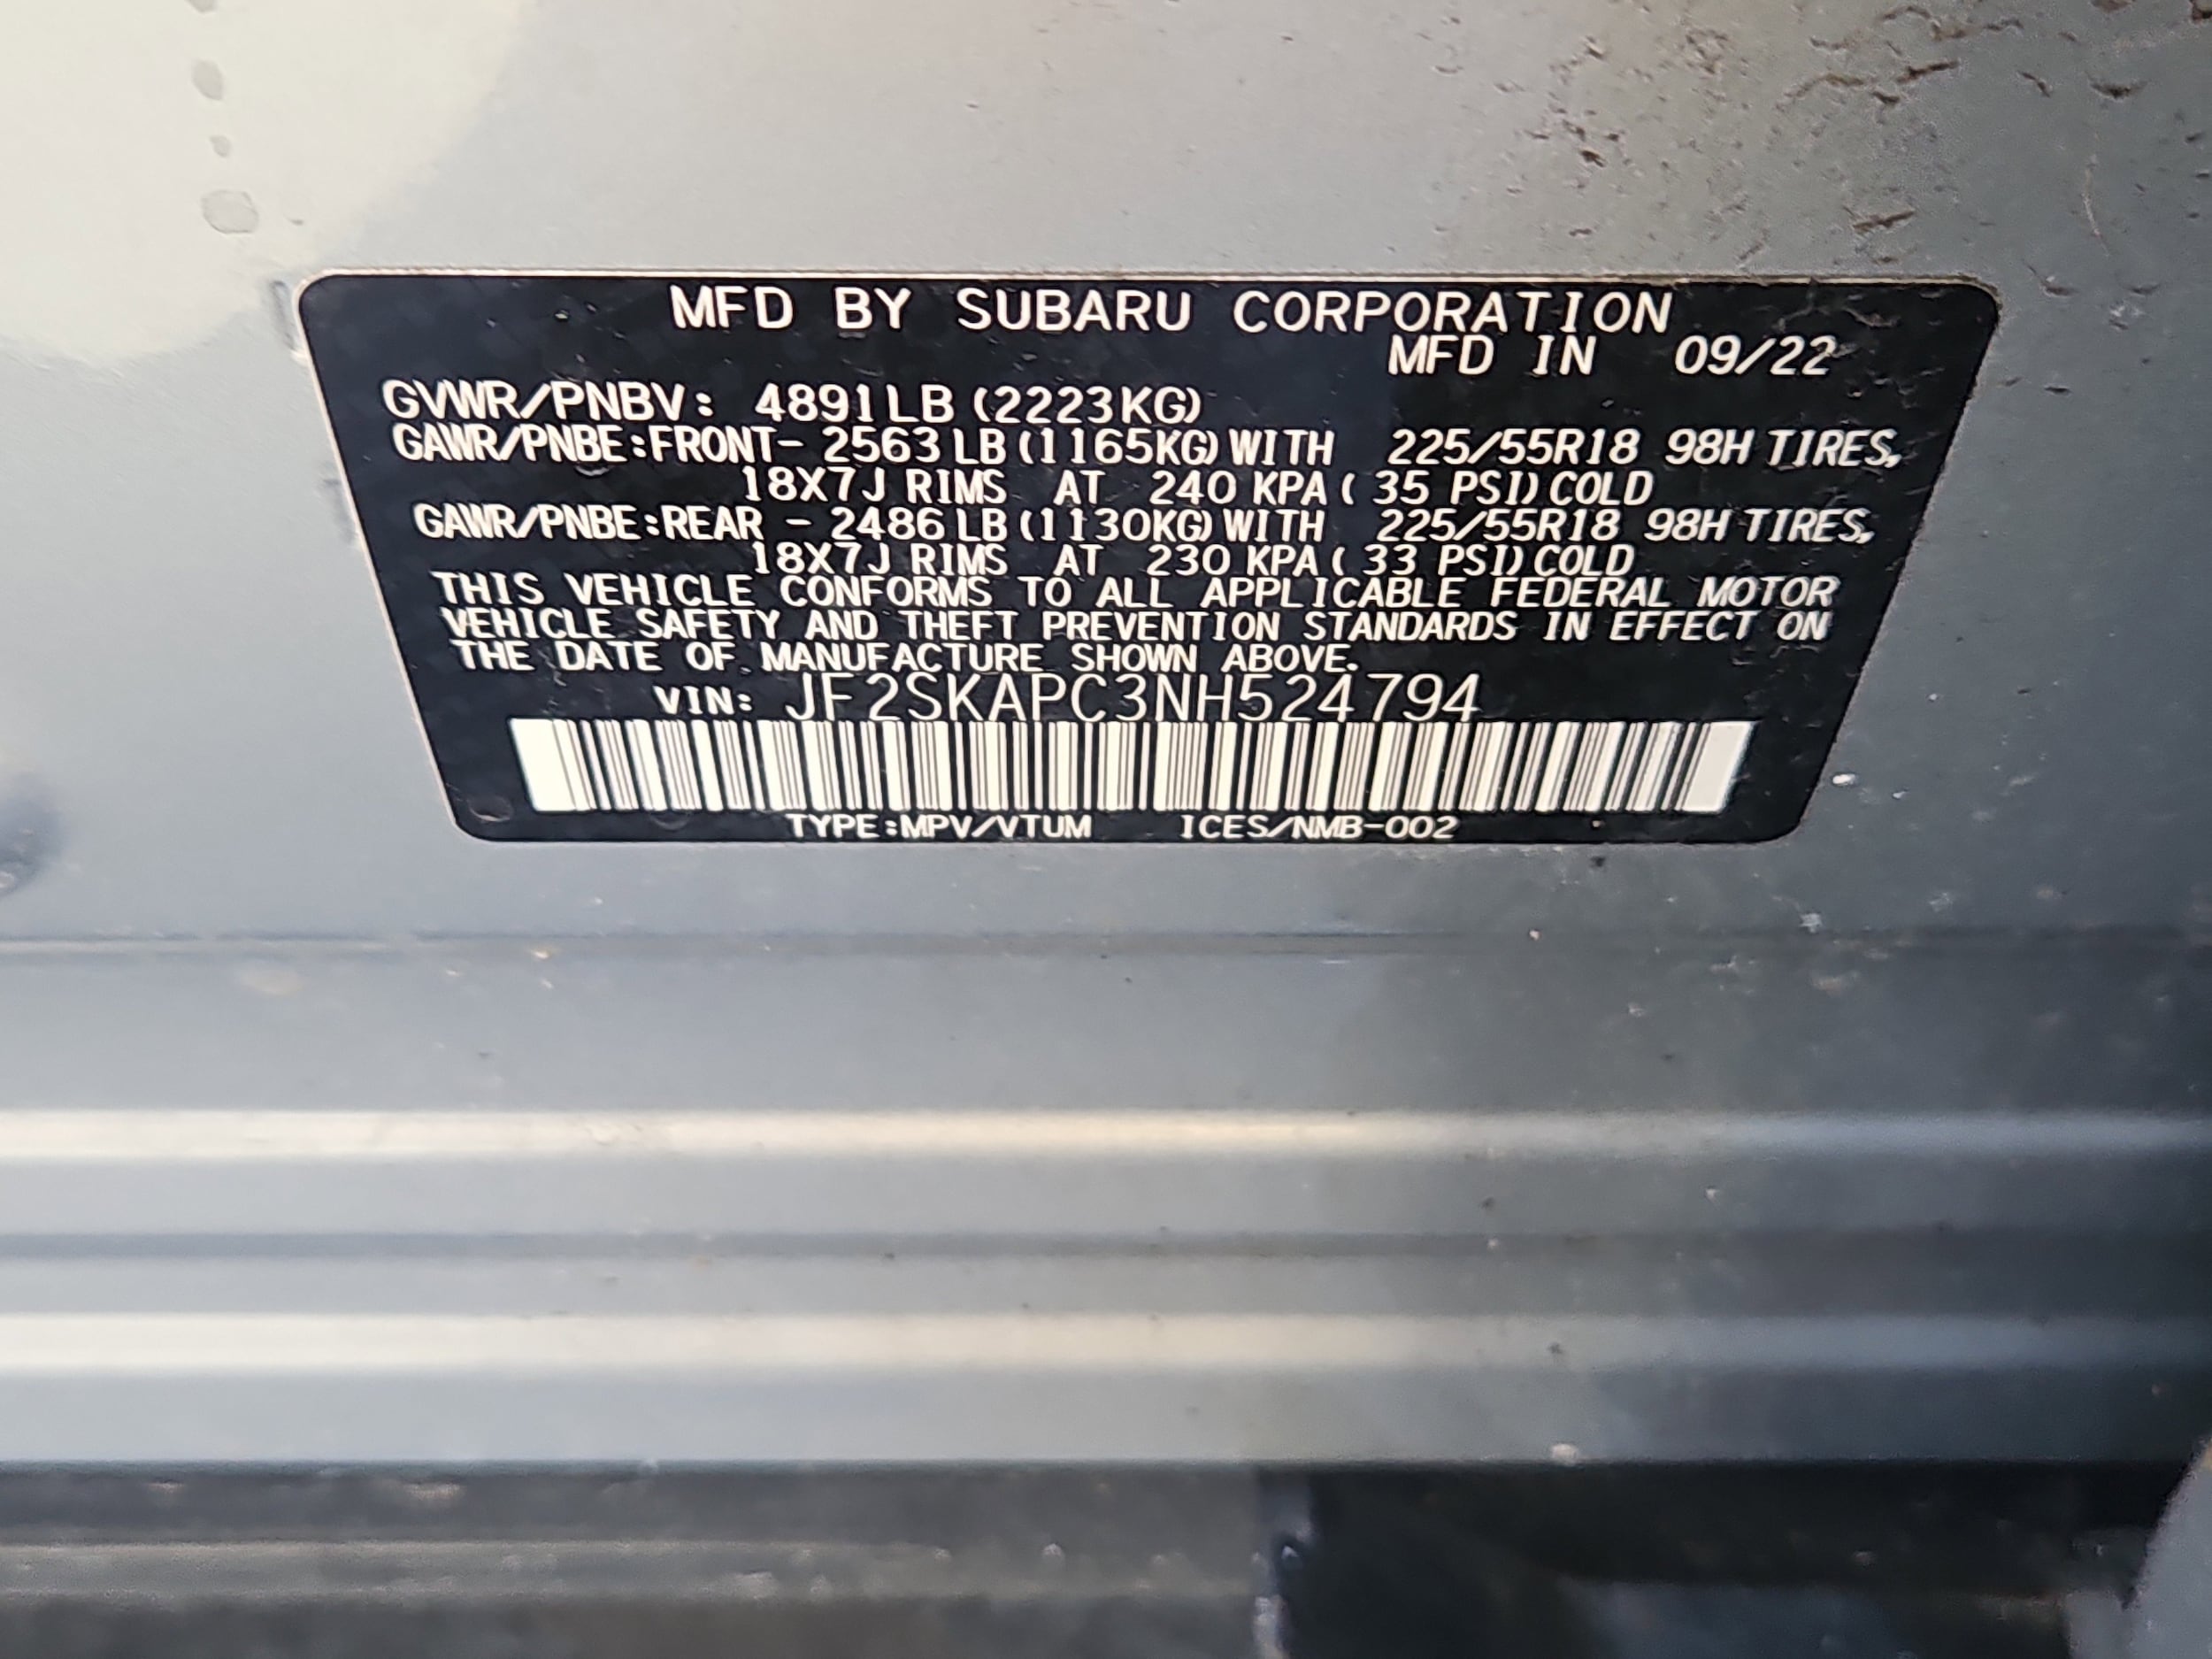 MFD BY SUBARU CORPORATION
MFD IN 09/22
GVWR/PNBV: 4891LB (2223KG)
GAWR/PNBE:FRONT- 2563 LB (1165KG) WITH 225/55R18 98H TIRES,
18X7J RIMS AT 240 KPA ( 35 PSI) COLD
GAWR/PNBE:REAR - 2486 LB (1130KG) WITH 225/55R18 98H TIRES,
18X7J RIMS AT 230 KPA ( 33 PSI) COLD
THIS VEHICLE CONFORMS TO ALL APPLICABLE FEDERAL MOTOR
VEHICLE SAFETY AND THEFT PREVENTION STANDARDS IN EFFECT ON
THE DATE OF MANUFACTURE SHOWN ABOVE.
VIN: JF2SKAPC3NH524794
TYPE:MPV/VTUM ICES/NMB-002